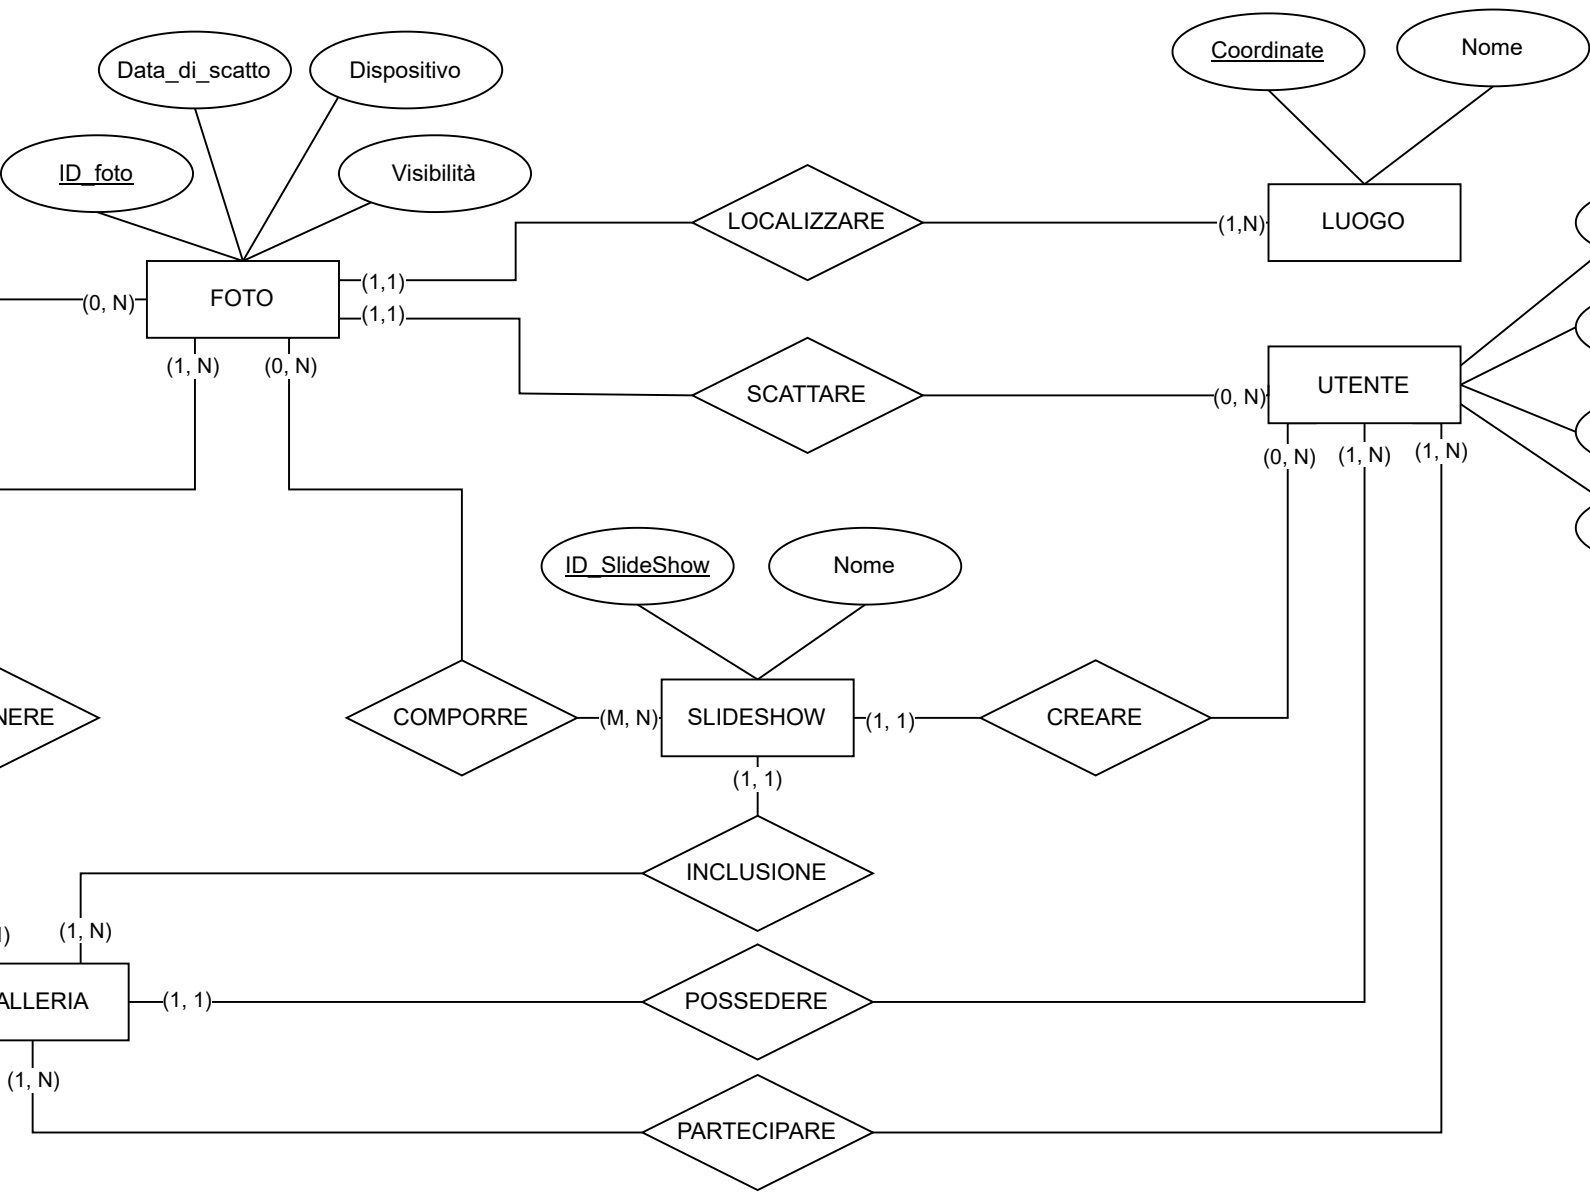 Coordinate
Nome
Data_di_scatto
Dispositivo
ID_foto
Visibilità
LOCALIZZARE
(1,N)
LUOGO
FOTO
(1,1)
(0, N)
(1,1)
(1, N)
(0, N)
SCATTARE
(0, N)
UTENTE
(0, N)
(1, N)
(1, N)
ID_SlideShow
Nome
NERE
COMPORRE
(M, N)
SLIDESHOW
(1, 1)
CREARE
(1, 1)
INCLUSIONE
(1, N)
ALLERIA
(1, 1)
POSSEDERE
(1, N)
PARTECIPARE